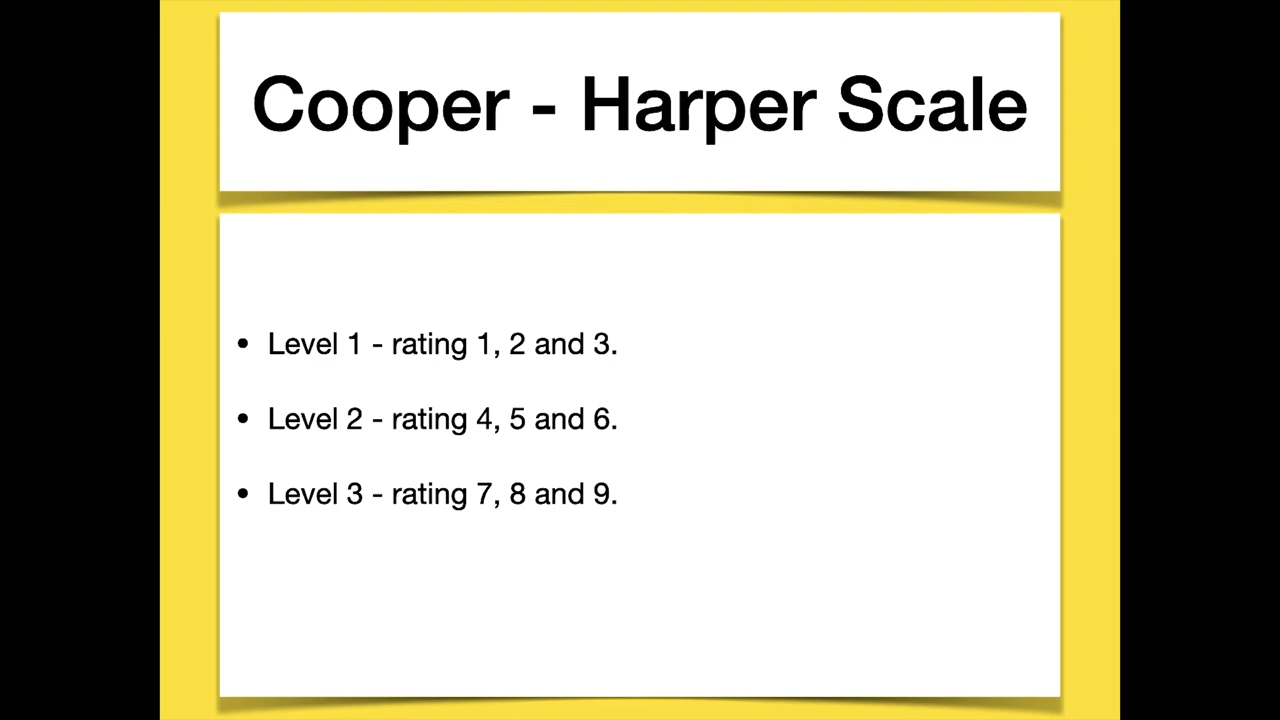 Cooper - Harper Scale
• Level 1 - rating 1, 2 and 3.
• Level 2 - rating 4, 5 and 6.
• Level 3 - rating 7, 8 and 9.